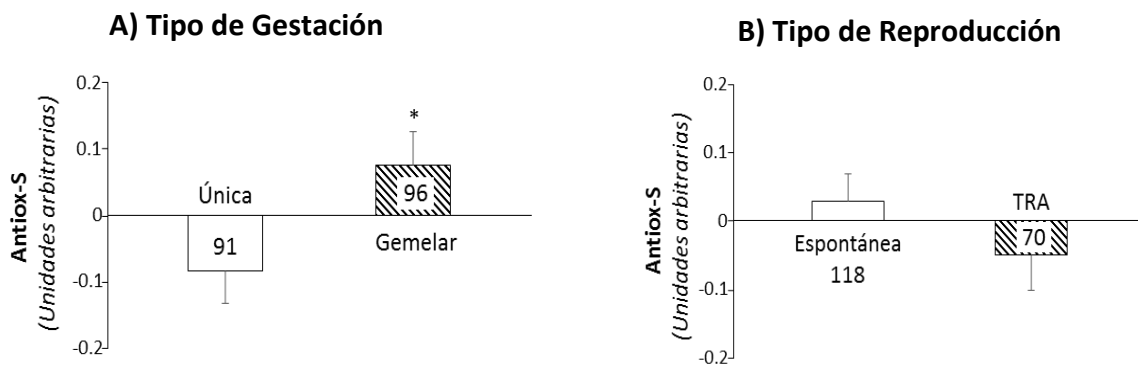 A) Tipo de Gestación
Antiox-S
(Unidades arbitrarias)
0.2
0.1
0
-0.1
-0.2
Única
91
*
96
Gemelar
B) Tipo de Reproducción
Antiox-S
(Unidades arbitrarias)
0.2
0.1
0
-0.1
-0.2
Espontánea
118
TRA
70